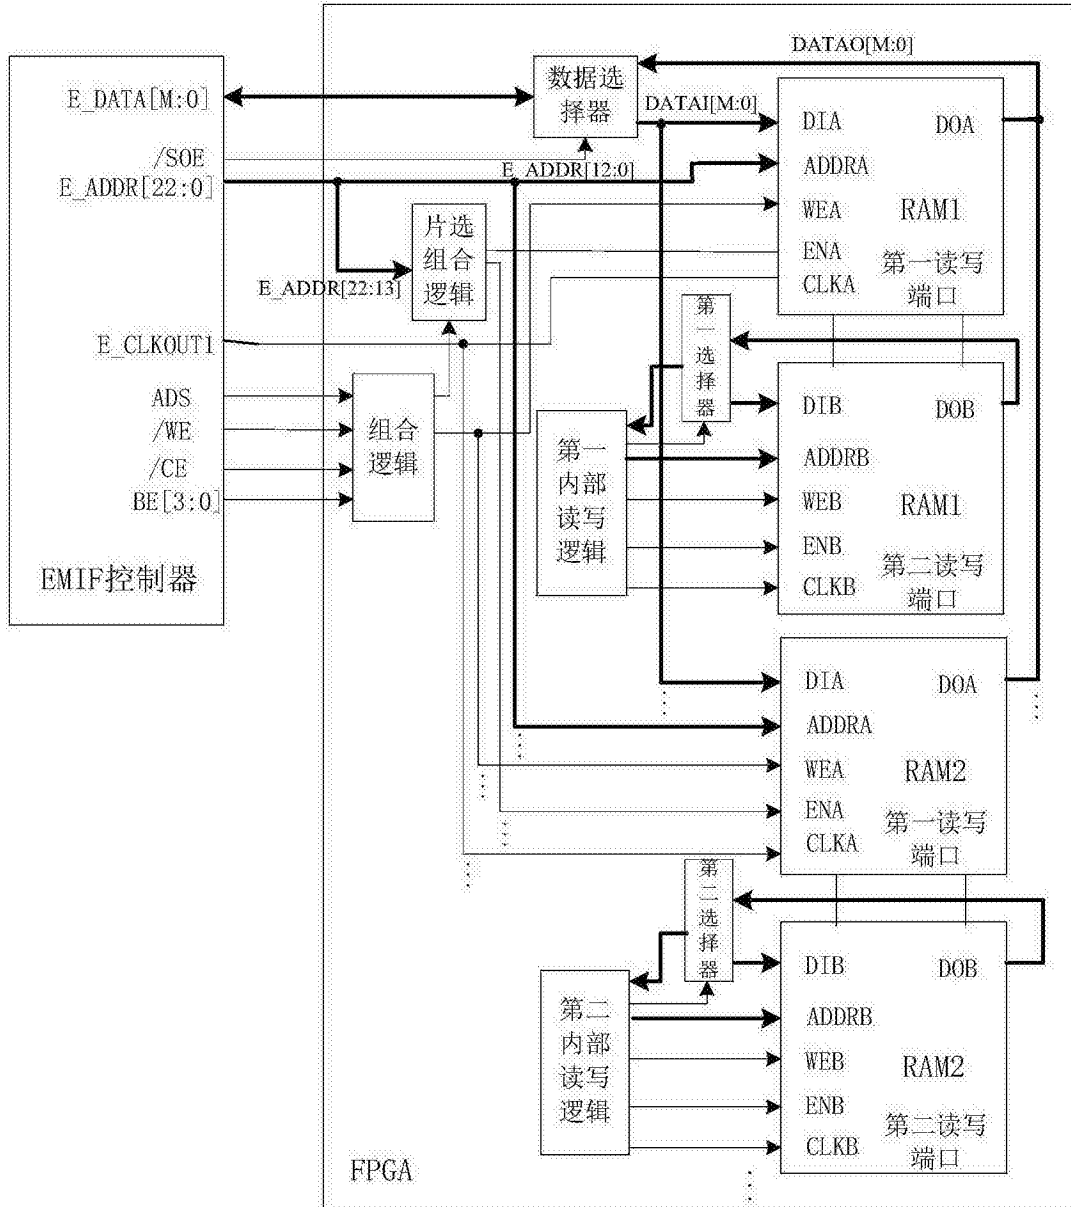 DATAO[M:0]
E_DATA[M:0]
数据选
择器
DATAI[M:0]
DIA
DOA
/SOE
E_ADDR[12:0]
ADDRA
E_ADDR[22:0]
片选
组合
逻辑
WEA
RAM1
ENA
第一读写
端口
E_ADDR[22:13]
CLKA
第一选择器
E_CLKOUT1
ADS
DIB
DOB
/WE
组合
逻辑
第一
内部
读写
逻辑
ADDRB
/CE
BE[3:0]
WEB
RAM1
ENB
EMIF控制器
第二读写
端口
CLKB
DIA
DOA
ADDRA
WEA
RAM2
ENA
第一读写
端口
CLKA
第二选择器
DIB
DOB
第二
内部
读写
逻辑
ADDRB
WEB
RAM2
ENB
第二读写
端口
CLKB
FPGA